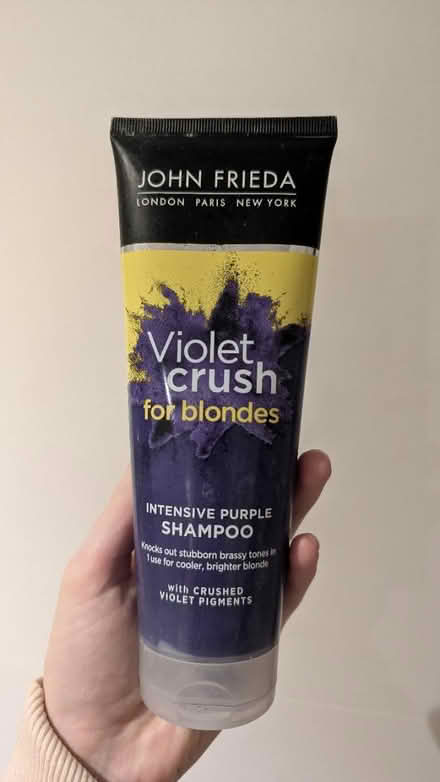 JOHN FRIEDA
LONDON PARIS NEW YORK
Violet
crush
for blondes
INTENSIVE PURPLE
SHAMPOO
Knocks out stubborn brassy tones in
1 use for cooler, brighter blonde
with CRUSHED
VIOLET PIGMENTS